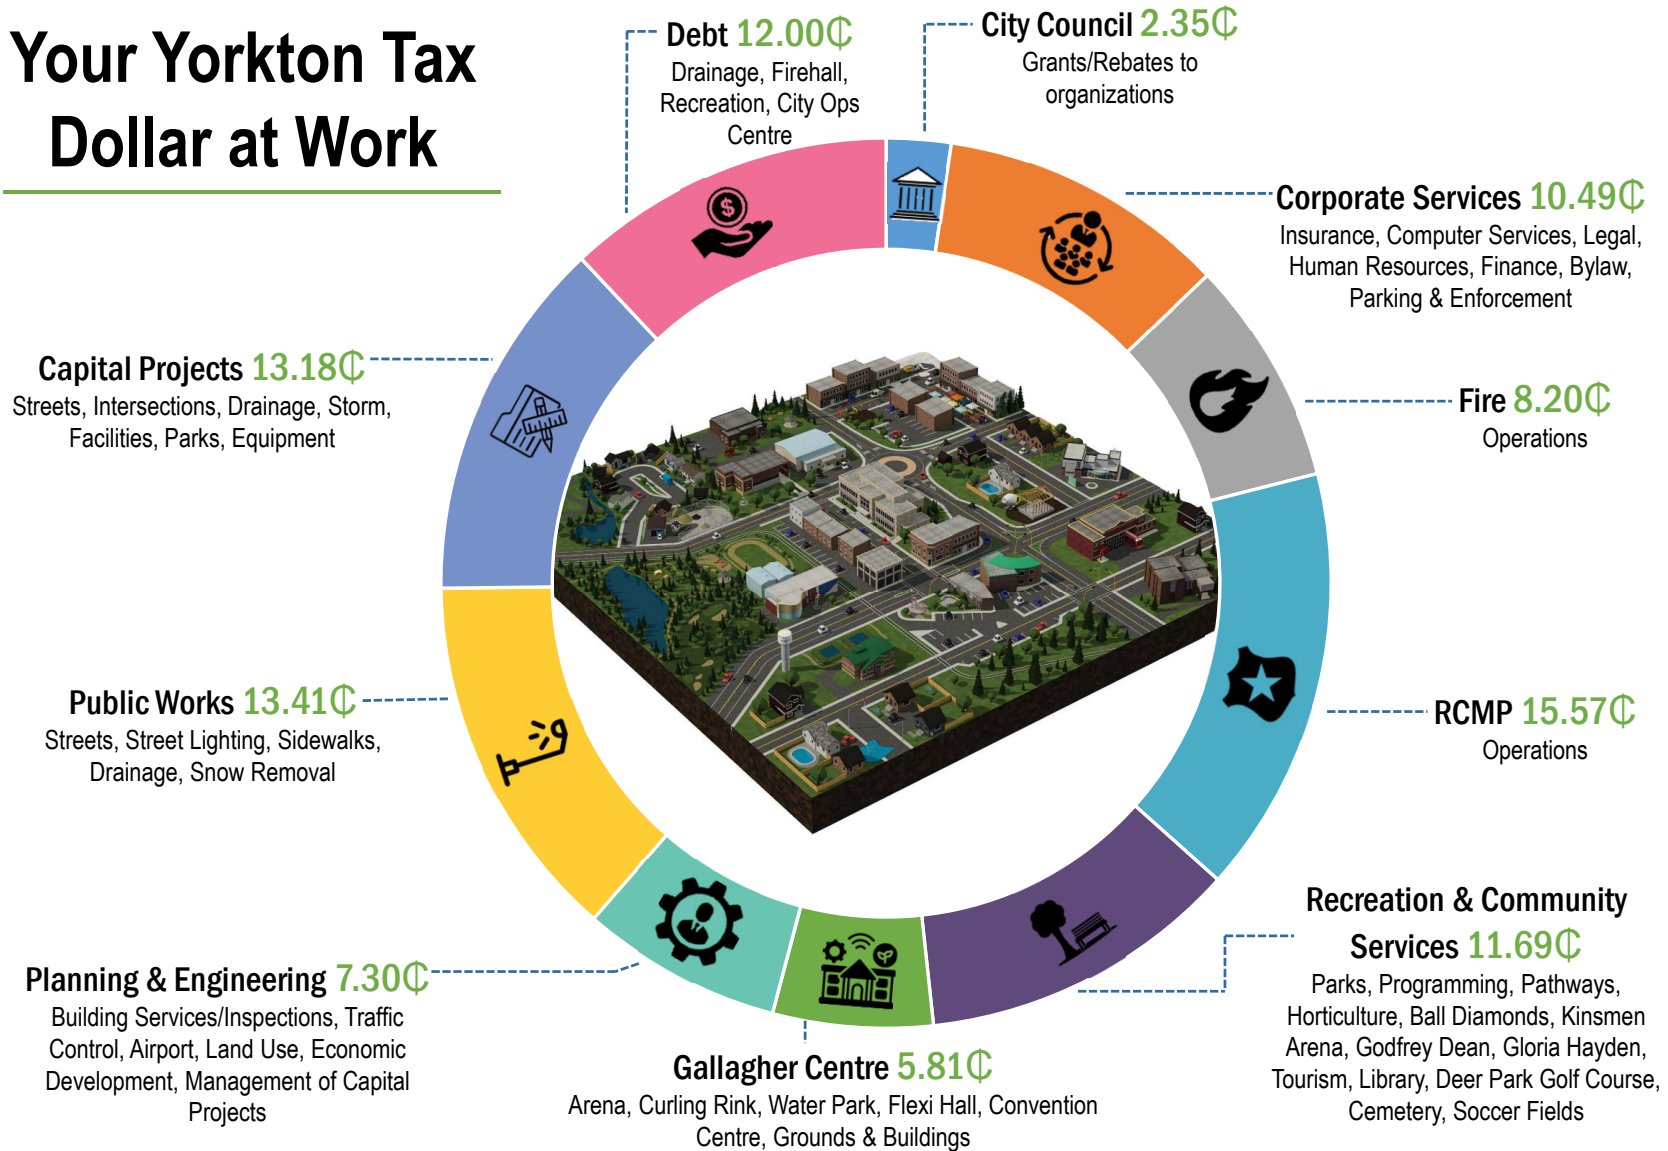 Your Yorkton Tax
Dollar at Work
Debt 12.00₵
Drainage, Firehall,
Recreation, City Ops
Centre
City Council 2.35₵
Grants/Rebates to
organizations
Corporate Services 10.49₵
Insurance, Computer Services, Legal,
Human Resources, Finance, Bylaw,
Parking & Enforcement
Fire 8.20₵
Operations
RCMP 15.57₵
Operations
Recreation & Community
Services 11.69₵
Parks, Programming, Pathways,
Horticulture, Ball Diamonds, Kinsmen
Arena, Godfrey Dean, Gloria Hayden,
Tourism, Library, Deer Park Golf Course,
Cemetery, Soccer Fields
Gallagher Centre 5.81₵
Arena, Curling Rink, Water Park, Flexi Hall, Convention
Centre, Grounds & Buildings
Planning & Engineering 7.30₵
Building Services/Inspections, Traffic
Control, Airport, Land Use, Economic
Development, Management of Capital
Projects
Public Works 13.41₵
Streets, Street Lighting, Sidewalks,
Drainage, Snow Removal
Capital Projects 13.18₵
Streets, Intersections, Drainage, Storm,
Facilities, Parks, Equipment
$